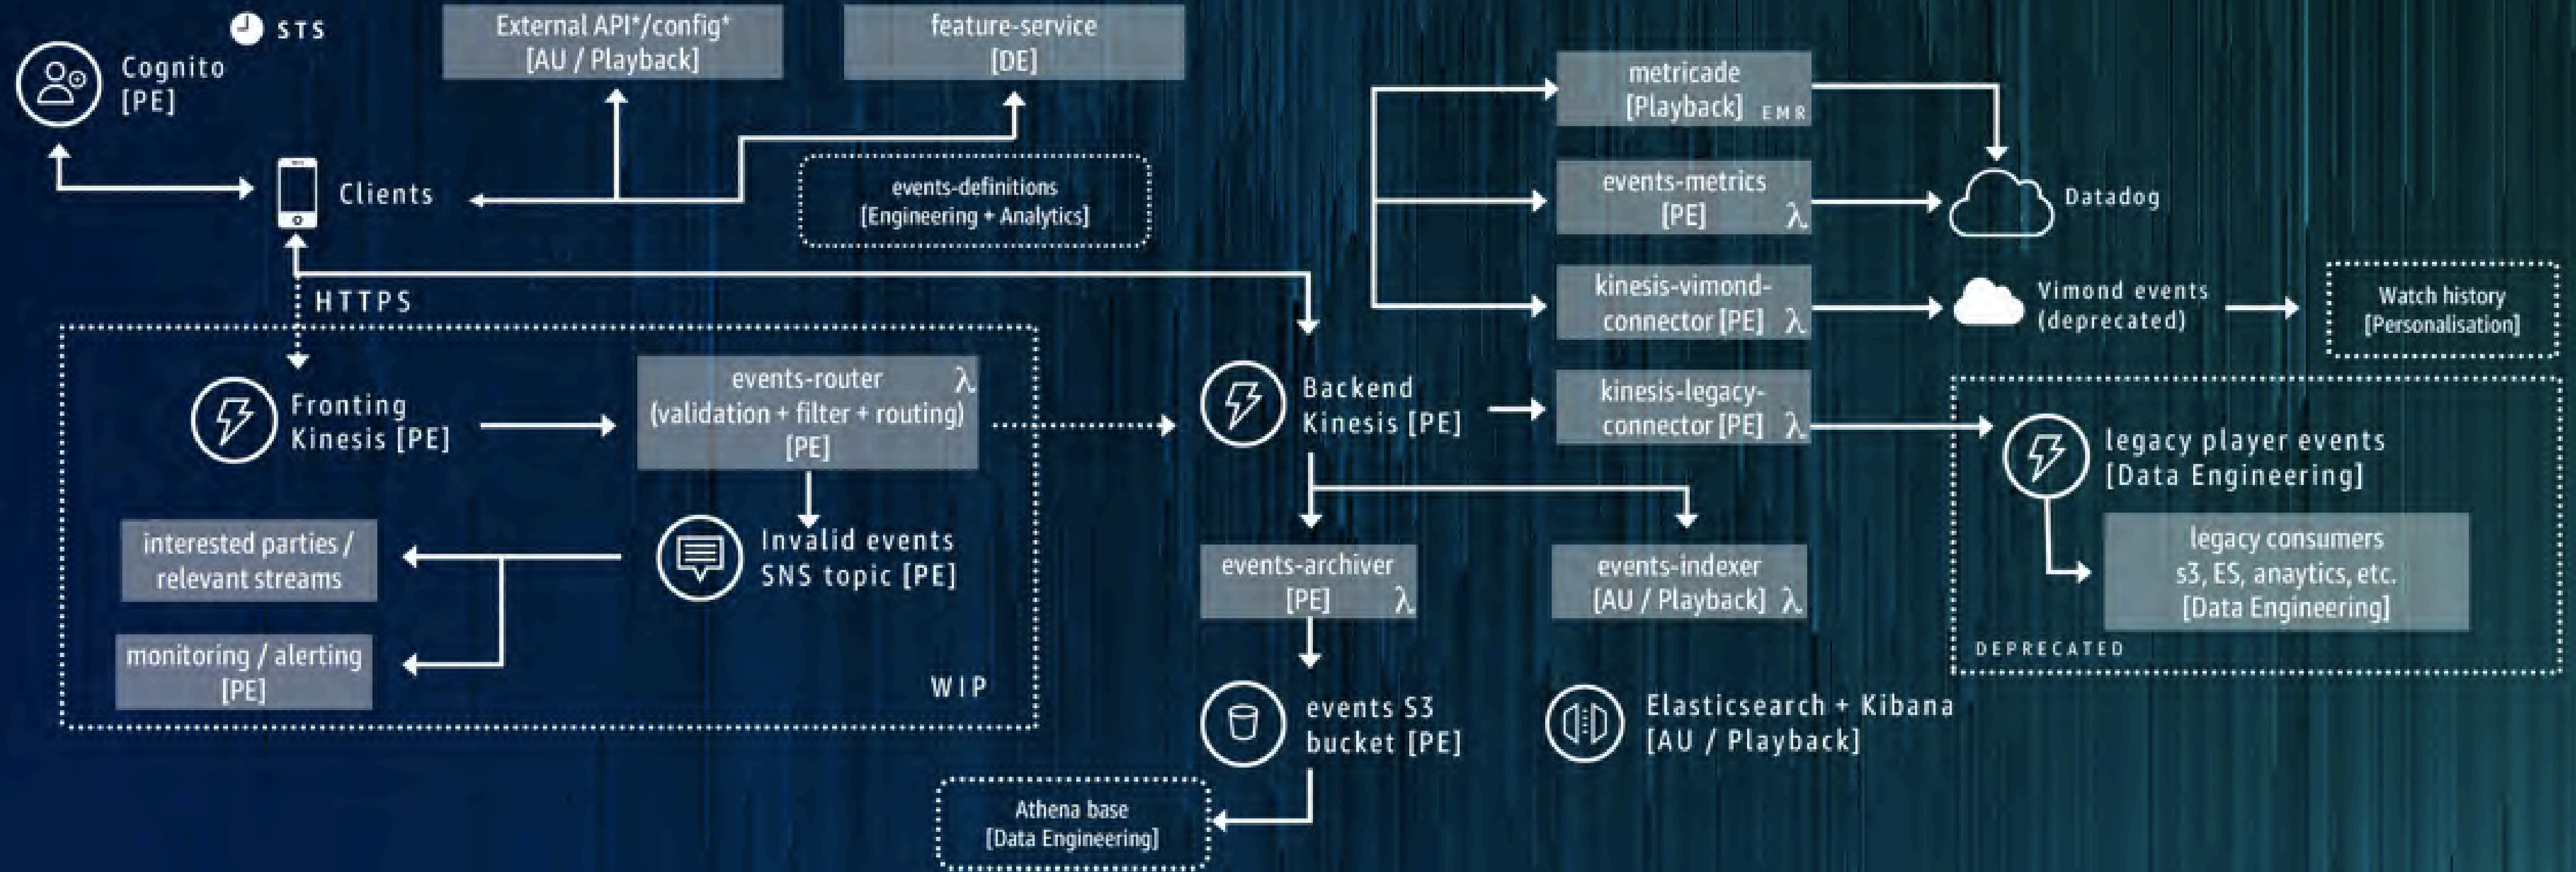 STS
Cognito
[PE]
External API*/config*
[AU / Playback]
feature-service
[DE]
Clients
events-definitions
[Engineering + Analytics]
HTTPS
Fronting
Kinesis [PE]
events-router
λ
(validation + filter + routing)
[PE]
Invalid events
SNS topic [PE]
interested parties /
relevant streams
monitoring / alerting
[PE]
WIP
Backend
Kinesis [PE]
metricade
[Playback] EMR
events-metrics
[PE] λ
kinesis-vimond-
connector [PE] λ
kinesis-legacy-
connector [PE] λ
Datadog
Vimond events
(deprecated)
Watch history
[Personalisation]
legacy player events
[Data Engineering]
legacy consumers
s3, ES, anaytics, etc.
[Data Engineering]
DEPRECATED
events-archiver
[PE] λ
events-indexer
[AU / Playback] λ
events S3
bucket [PE]
Elasticsearch + Kibana
[AU / Playback]
Athena base
[Data Engineering]